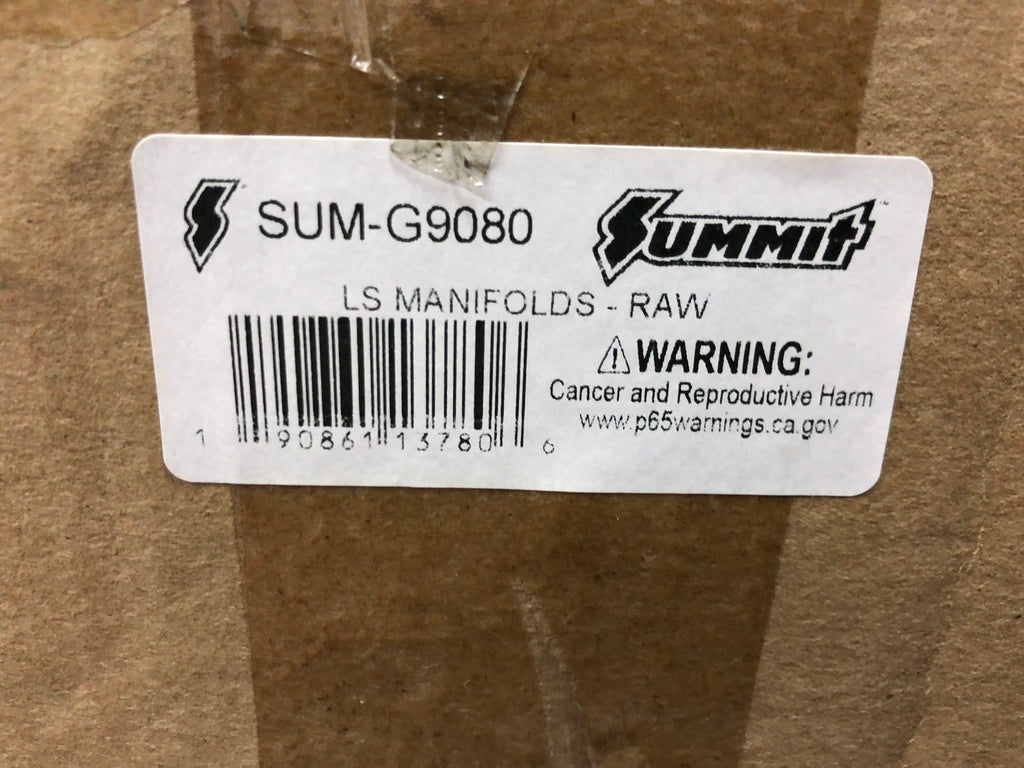 SUM-G9080
SUMMIT
LS MANIFOLDS - RAW
WARNING:
Cancer and Reproductive Harm
www.p65warnings.ca.gov
1 90861 13780 6